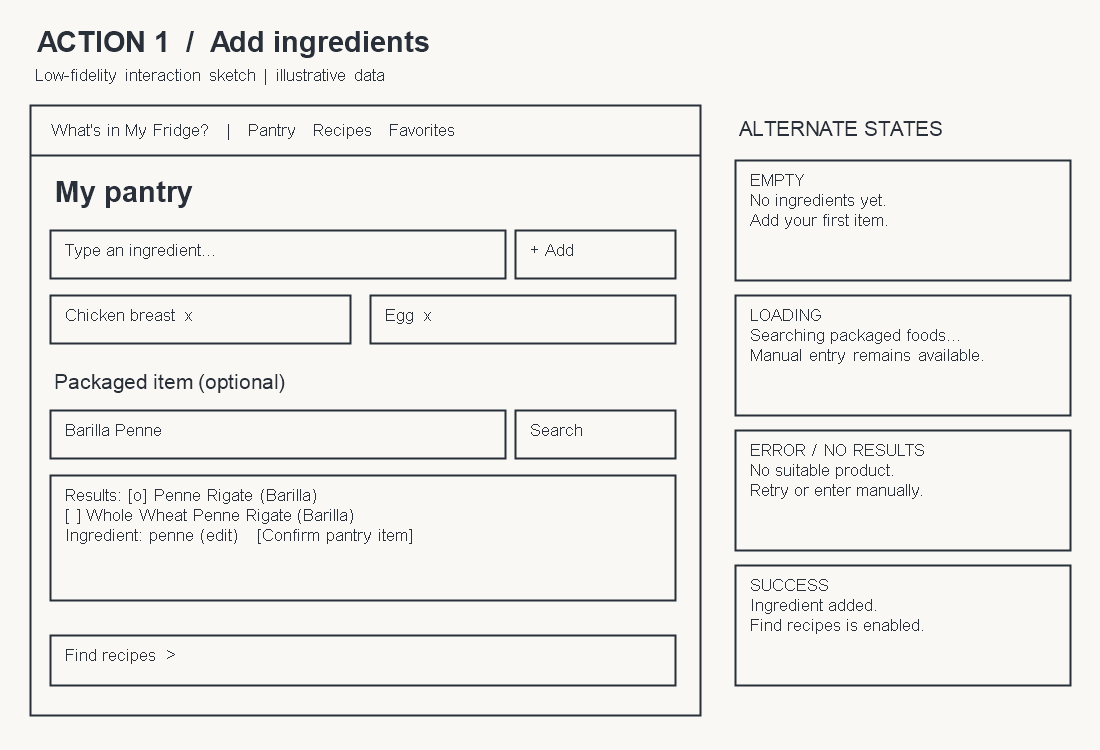 ACTION 1 / Add ingredients
Low-fidelity interaction sketch | illustrative data
What's in My Fridge? | Pantry Recipes Favorites
My pantry
Type an ingredient...
+ Add
Chicken breast x
Egg x
Packaged item (optional)
Barilla Penne
Search
Results: [o] Penne Rigate (Barilla)
[ ] Whole Wheat Penne Rigate (Barilla)
Ingredient: penne (edit) [Confirm pantry item]
Find recipes >
ALTERNATE STATES
EMPTY
No ingredients yet.
Add your first item.
LOADING
Searching packaged foods...
Manual entry remains available.
ERROR / NO RESULTS
No suitable product.
Retry or enter manually.
SUCCESS
Ingredient added.
Find recipes is enabled.